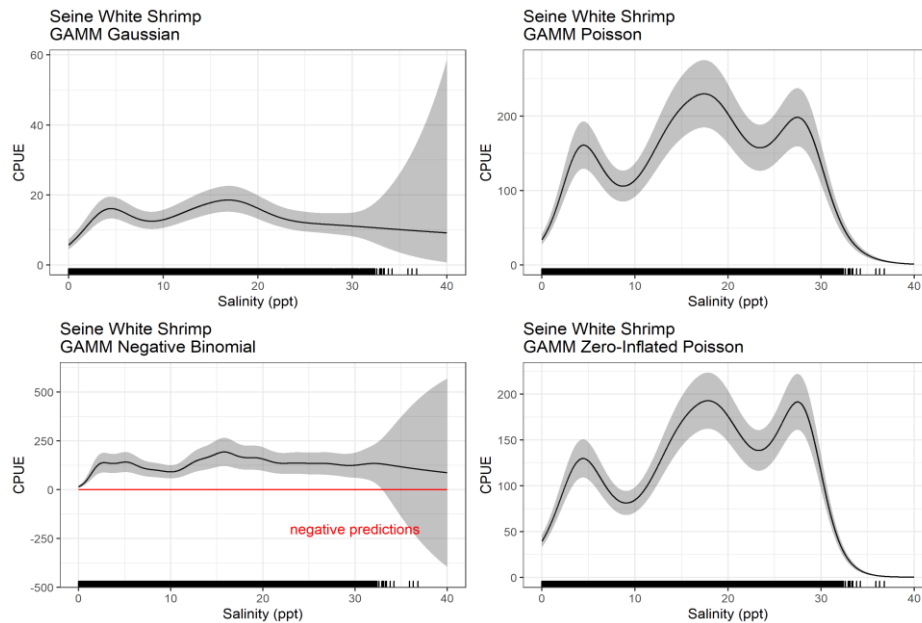 Seine White Shrimp
GAMM Gaussian
60
40
20
0
CPUE
0 10 20 30 40
Salinity (ppt)
Seine White Shrimp
GAMM Poisson
200
100
0
CPUE
0 10 20 30 40
Salinity (ppt)
Seine White Shrimp
GAMM Negative Binomial
500
250
0
-250
-500
CPUE
negative predictions
0 10 20 30 40
Salinity (ppt)
Seine White Shrimp
GAMM Zero-Inflated Poisson
200
150
100
50
0
CPUE
0 10 20 30 40
Salinity (ppt)